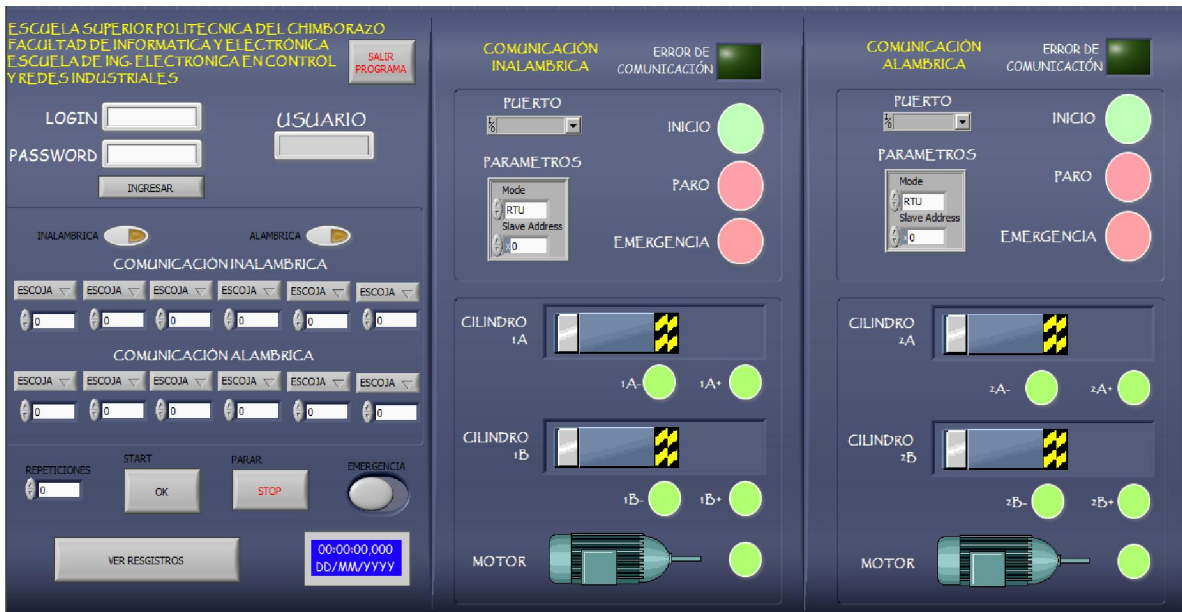 ESCUELA SUPERIOR POLITECNICA DEL CHIMBORAZO
FACULTAD DE INFORMATICA Y ELECTRÓNICA
ESCUELA DE ING. ELECTRONICA EN CONTROL
Y REDES INDUSTRIALES
SALIR
PROGRAMA
LOGIN
USUARIO
PASSWORD
INGRESAR
INALAMBRICA
ALAMBRICA
COMUNICACIÓN INALAMBRICA
ESCOJA ESCOJA ESCOJA ESCOJA ESCOJA ESCOJA
0 0 0 0 0 0
COMUNICACIÓN ALAMBRICA
ESCOJA ESCOJA ESCOJA ESCOJA ESCOJA ESCOJA
0 0 0 0 0 0
REPETICIONES
0
START
OK
PARAR
STOP
EMERGENCIA
VER RESGISTROS
00:00:00,000
DD/MM/YYYY
COMUNICACIÓN
INALAMBRICA
ERROR DE
COMUNICACIÓN
PUERTO
INICIO
PARAMETROS
Mode
RTU
Slave Address
x0
PARO
EMERGENCIA
CILINDRO
1A
1A- 1A+
CILINDRO
1B
1B- 1B+
MOTOR
COMUNICACIÓN
ALAMBRICA
ERROR DE
COMUNICACIÓN
PUERTO
INICIO
PARAMETROS
Mode
RTU
Slave Address
x0
PARO
EMERGENCIA
CILINDRO
2A
2A- 2A+
CILINDRO
2B
2B- 2B+
MOTOR